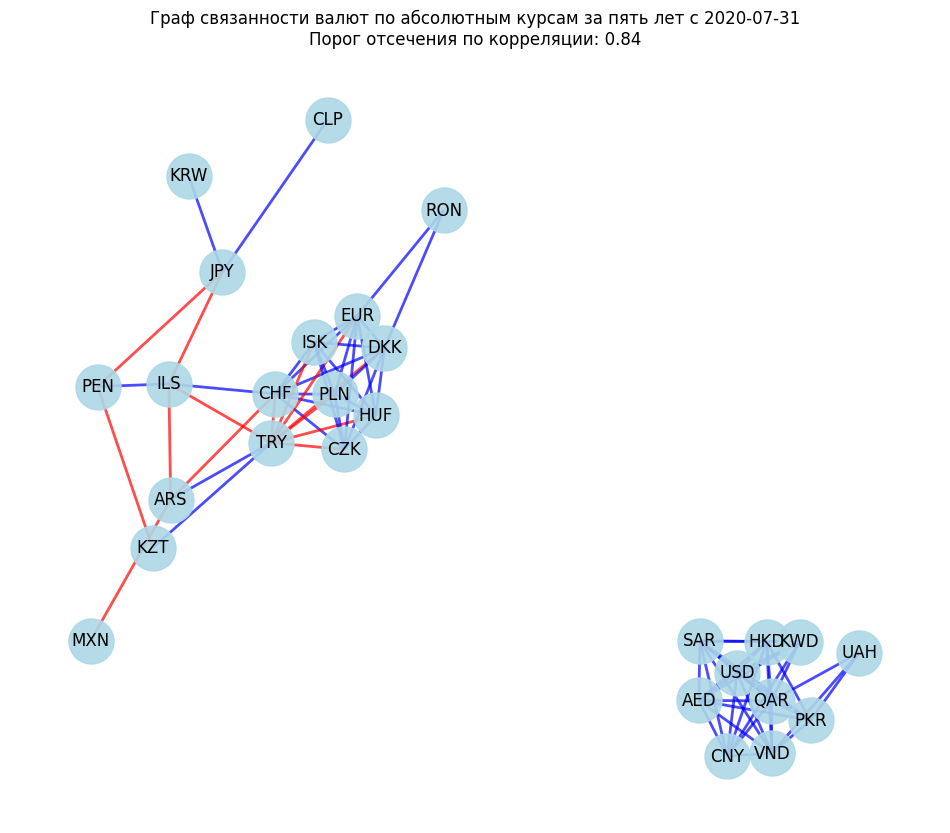 Граф связанности валют по абсолютным курсам за пять лет с 2020-07-31
Порог отсечения по корреляции: 0.84
CLP
KRW
RON
JPY
EUR
ISK
DKK
PEN
ILS
CHF
PLN
HUF
TRY
CZK
ARS
KZT
MXN
SAR
HKD
KWD
UAH
USD
AED
QAR
PKR
CNY
VND